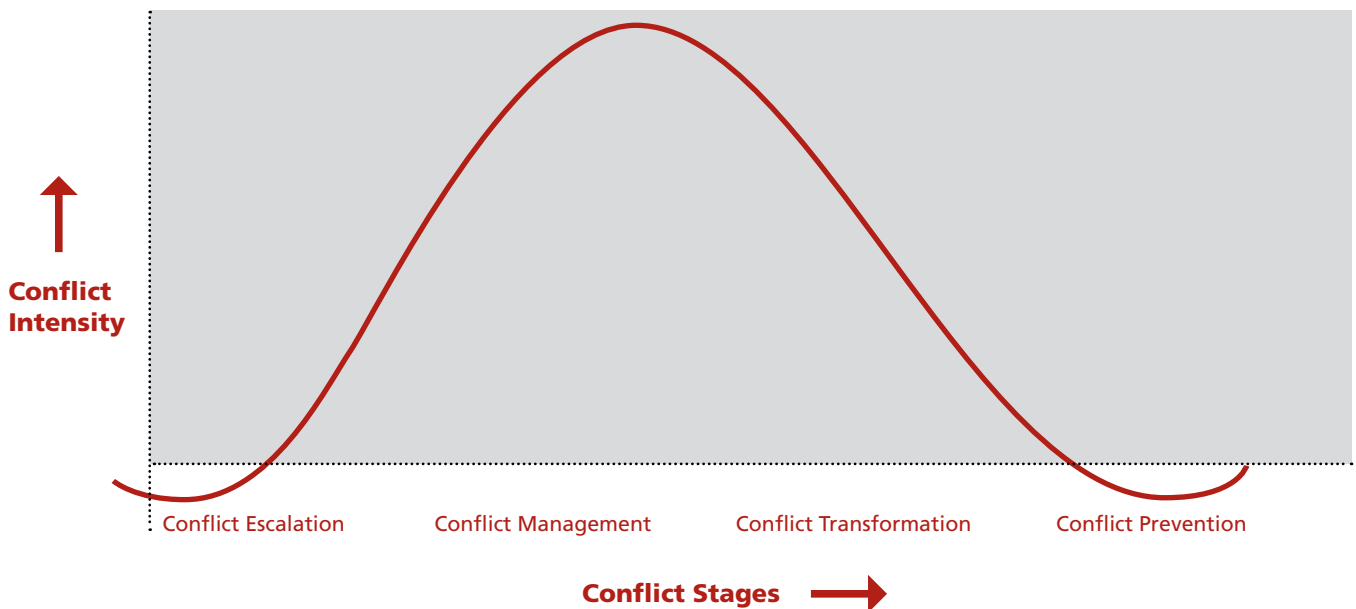 Conflict
Intensity
Conflict Escalation
Conflict Management
Conflict Transformation
Conflict Prevention
Conflict Stages